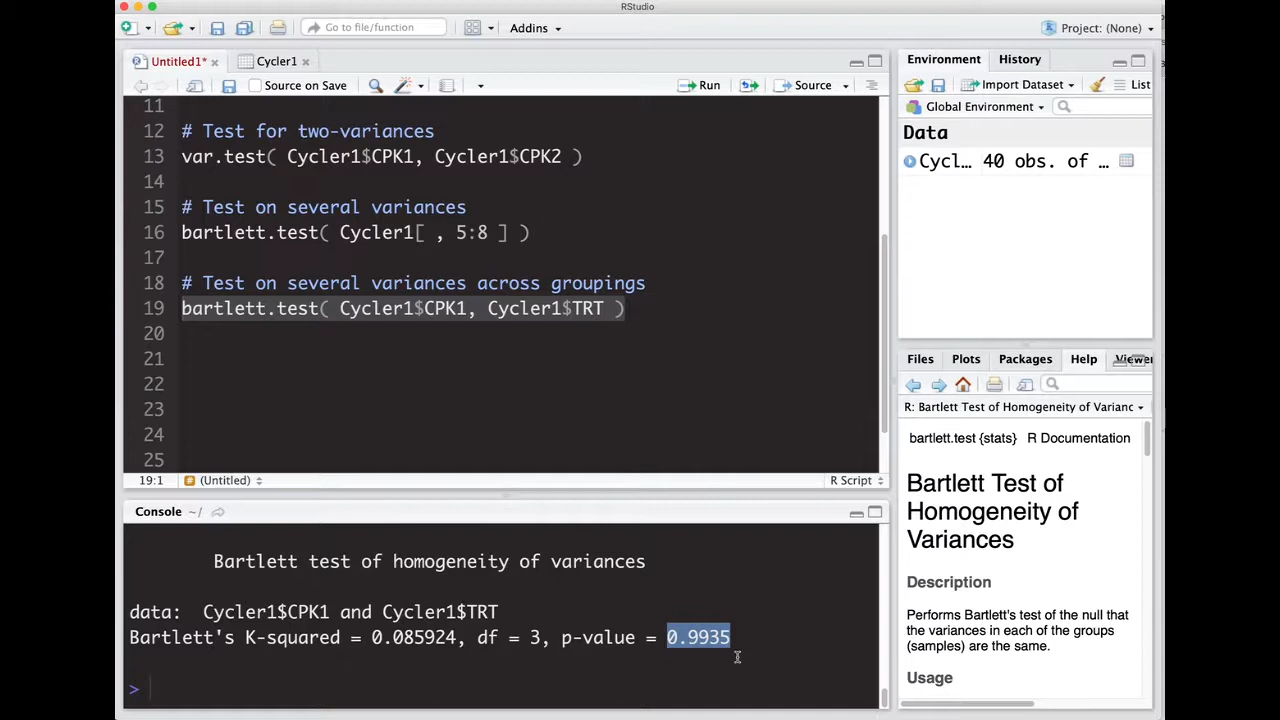 RStudio
Go to file/function
Addins
Project: (None)
Untitled1*
Cycler1
Source on Save
Run
Source
11
12 # Test for two-variances
13 var.test( Cycler1$CPK1, Cycler1$CPK2 )
14
15 # Test on several variances
16 bartlett.test( Cycler1[ , 5:8 ] )
17
18 # Test on several variances across groupings
19 bartlett.test( Cycler1$CPK1, Cycler1$TRT )
20
21
22
23
24
25
19:1
(Untitled)
R Script
Console ~/
Bartlett test of homogeneity of variances
data: Cycler1$CPK1 and Cycler1$TRT
Bartlett's K-squared = 0.085924, df = 3, p-value = 0.9935
>
Environment
History
Import Dataset
List
Global Environment
Data
Cycl… 40 obs. of …
Files
Plots
Packages
Help
Viewer
R: Bartlett Test of Homogeneity of Varianc
bartlett.test {stats}
R Documentation
Bartlett Test of
Homogeneity of
Variances
Description
Performs Bartlett's test of the null that
the variances in each of the groups
(samples) are the same.
Usage